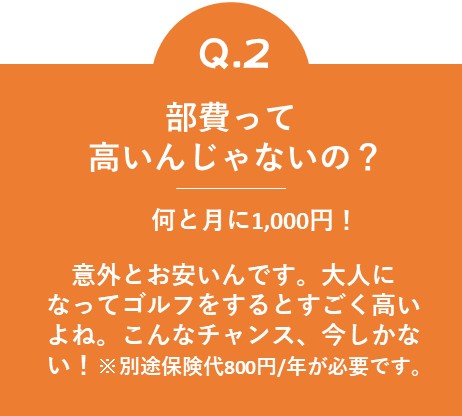 Q.2
部費って
高いんじゃないの？
何と月に1,000円！
意外とお安いんです。大人に
なってゴルフをするとすごく高い
よね。こんなチャンス、今しかな
い！※別途保険代800円/年が必要です。